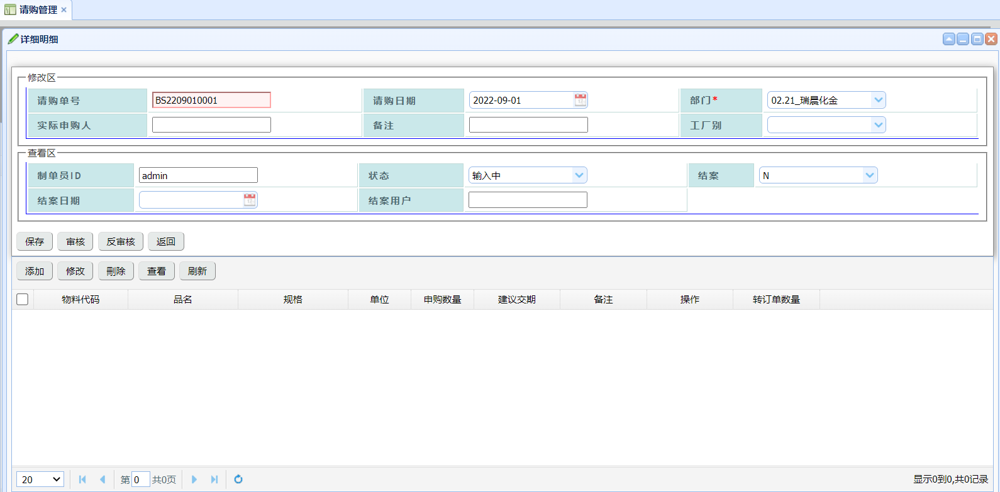 请购管理
详细明细
修改区
请购单号 BS2209010001 请购日期 2022-09-01 部门* 02.21_瑞晨化金
实际申购人 备注 工厂别
查看区
制单员ID admin 状态 输入中 结案 N
结案日期 结案用户
保存 审核 反审核 返回
添加 修改 刪除 查看 刷新
物料代码 品名 规格 单位 申购数量 建议交期 备注 操作 转订单数量
20 第 0 共0页 显示0到0,共0记录